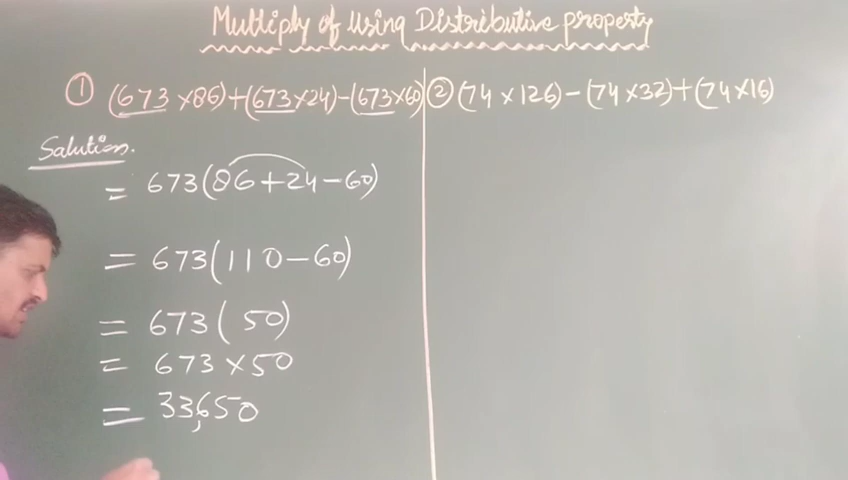 Multiply of using Distributive property
① (673 ×86)+(673×24)-(673×60)
Solution.
= 673(86+24-60)
= 673(110-60)
= 673( 50)
= 673 × 50
= 33,650
② (74 × 126)-(74×32)+(74×16)